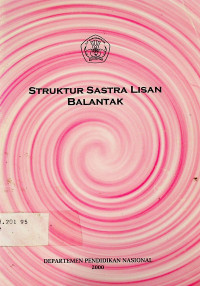 STRUKTUR SASTRA LISAN
BALANTAK
DEPARTEMEN PENDIDIKAN NASIONAL
2000